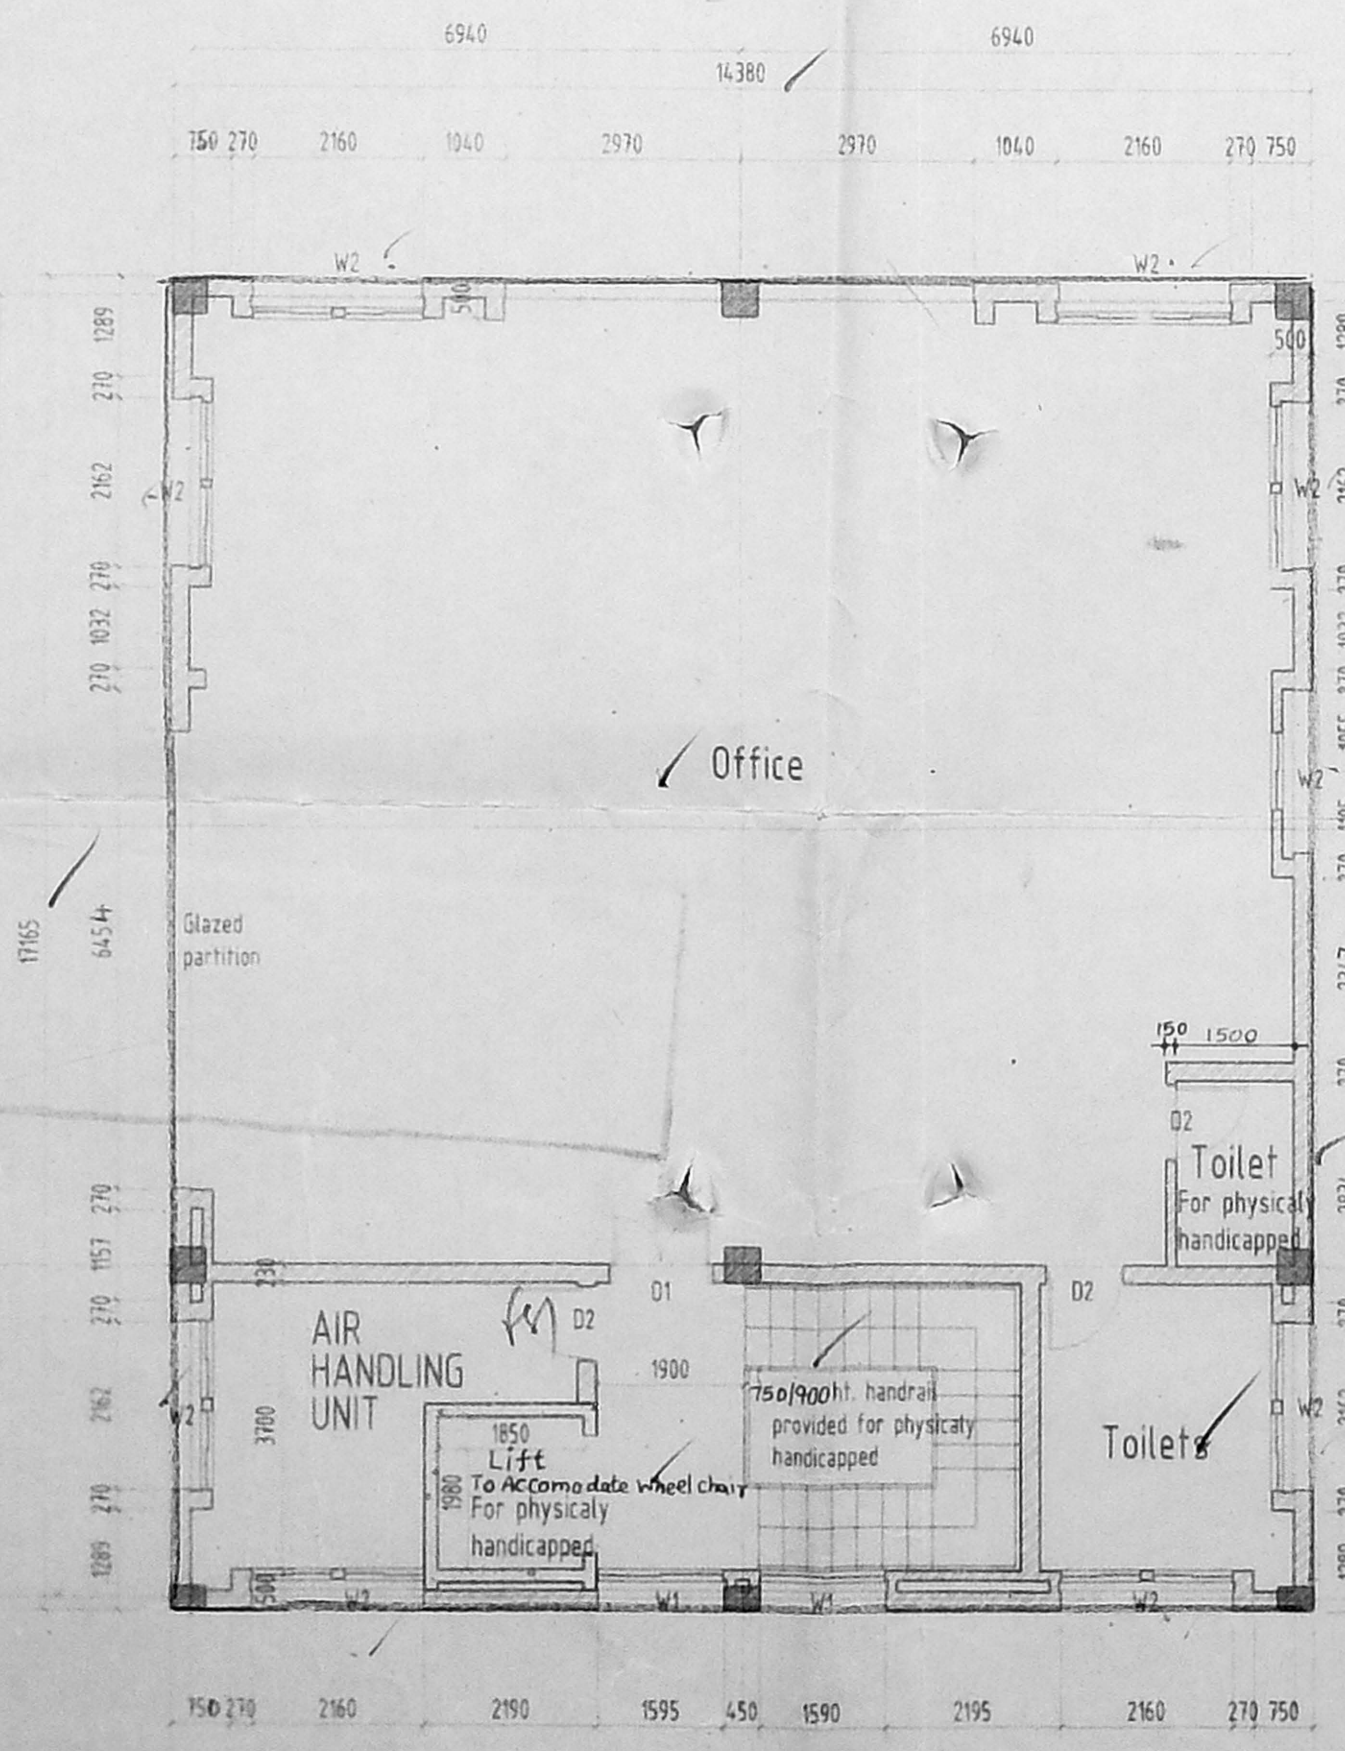 6940 6940
14380
750 270 2160 1040 2970 2970 1040 2160 270 750
W2 W2
500
1289
500
270
2162
W2
W2
270
1032
270
W2
Office
17165
6454
Glazed
partition
150 1500
D2
Toilet
For physicaly
handicapped
270
1157
230
270
D1
D2
D2
AIR
HANDLING
UNIT
1900
750/900ht. handrail
provided for physicaly
handicapped
2162
W2
W2
3700
1850
Lift
To Accomodate wheel chair
For physicaly
handicapped
1980
Toilets
270
1289
500
W2 W1 W1 W2
750 270 2160 2190 1595 450 1590 2195 2160 270 750